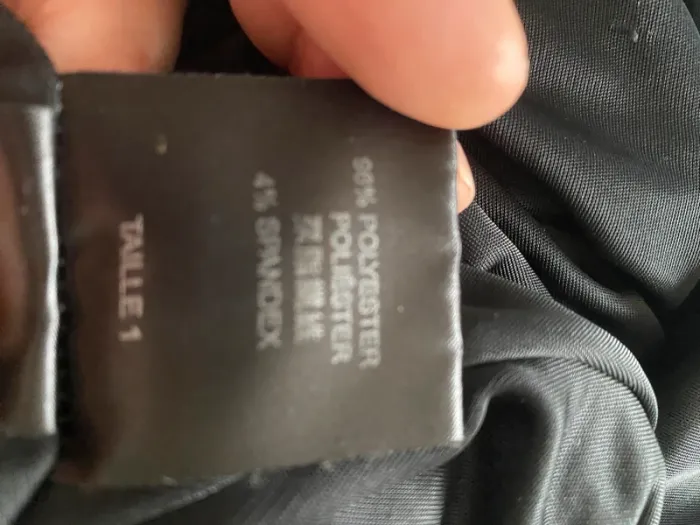 96% POLYESTER
POLIESTER
4% SPANDEX
TAILLE 1